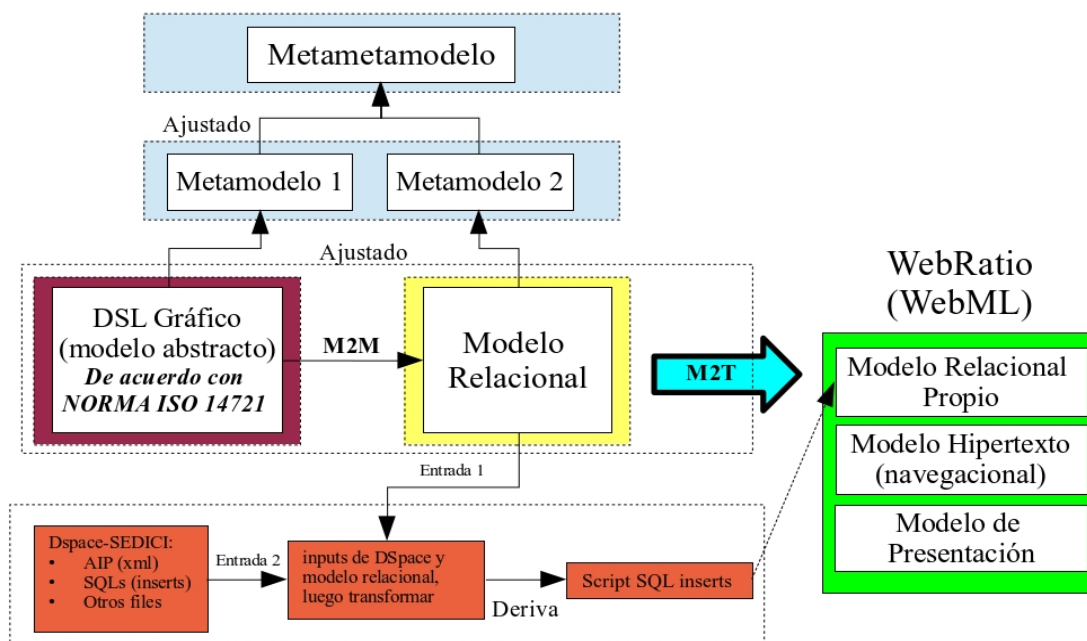 Metametamodelo
Ajustado
Metamodelo 1
Metamodelo 2
Ajustado
DSL Gráfico
(modelo abstracto)
De acuerdo con
NORMA ISO 14721
M2M
Modelo
Relacional
M2T
WebRatio
(WebML)
Modelo Relacional
Propio
Modelo Hipertexto
(navegacional)
Modelo de
Presentación
Entrada 1
Dspace-SEDICI:
• AIP (xml)
• SQLs (inserts)
• Otros files
Entrada 2
inputs de DSpace y
modelo relacional,
luego transformar
Deriva
Script SQL inserts